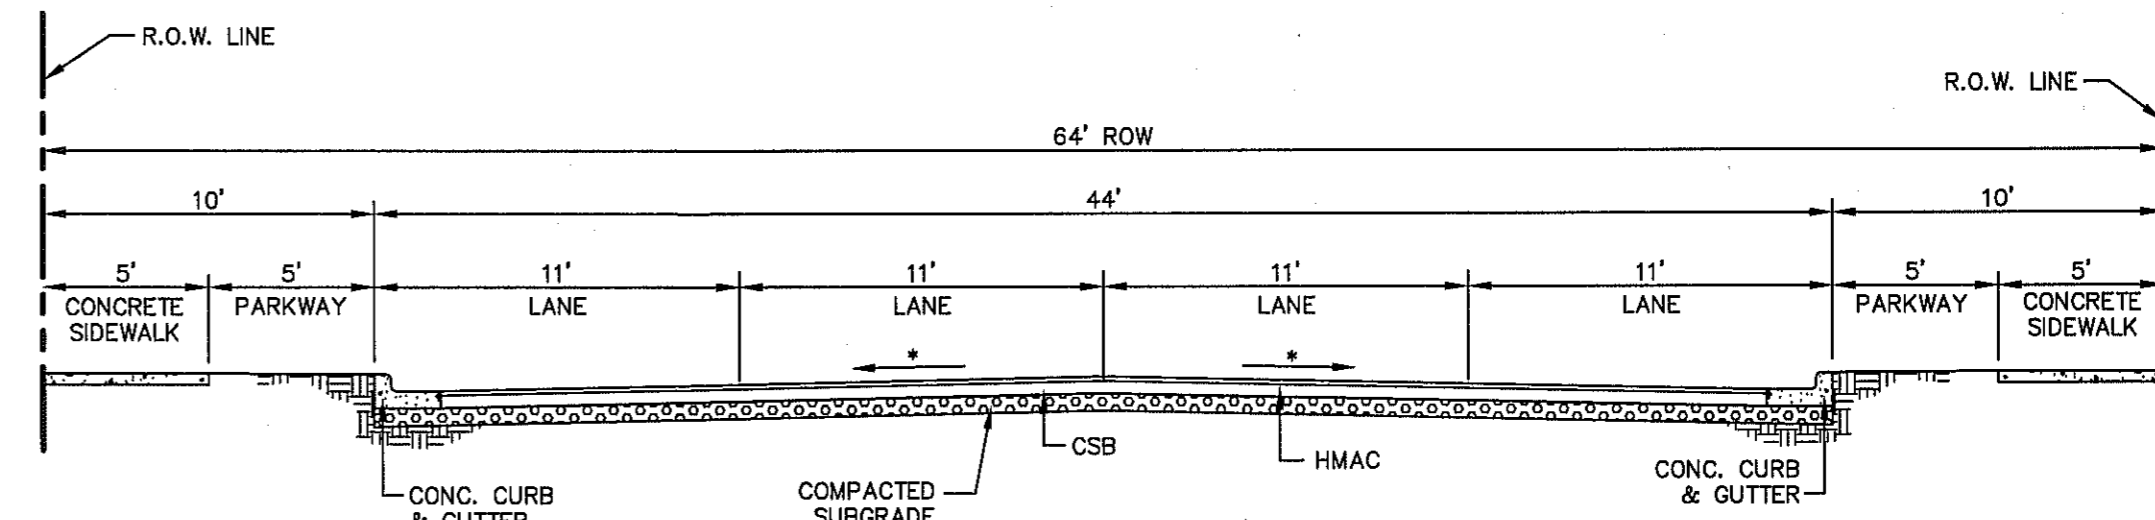 R.O.W. LINE
R.O.W. LINE
64' ROW
10'
44'
10'
5'
5'
11'
11'
11'
11'
5'
5'
CONCRETE
SIDEWALK
PARKWAY
LANE
LANE
LANE
LANE
PARKWAY
CONCRETE
SIDEWALK
*
*
CSB
HMAC
CONC. CURB
& GUTTER
COMPACTED
SUBGRADE
CONC. CURB
& GUTTER